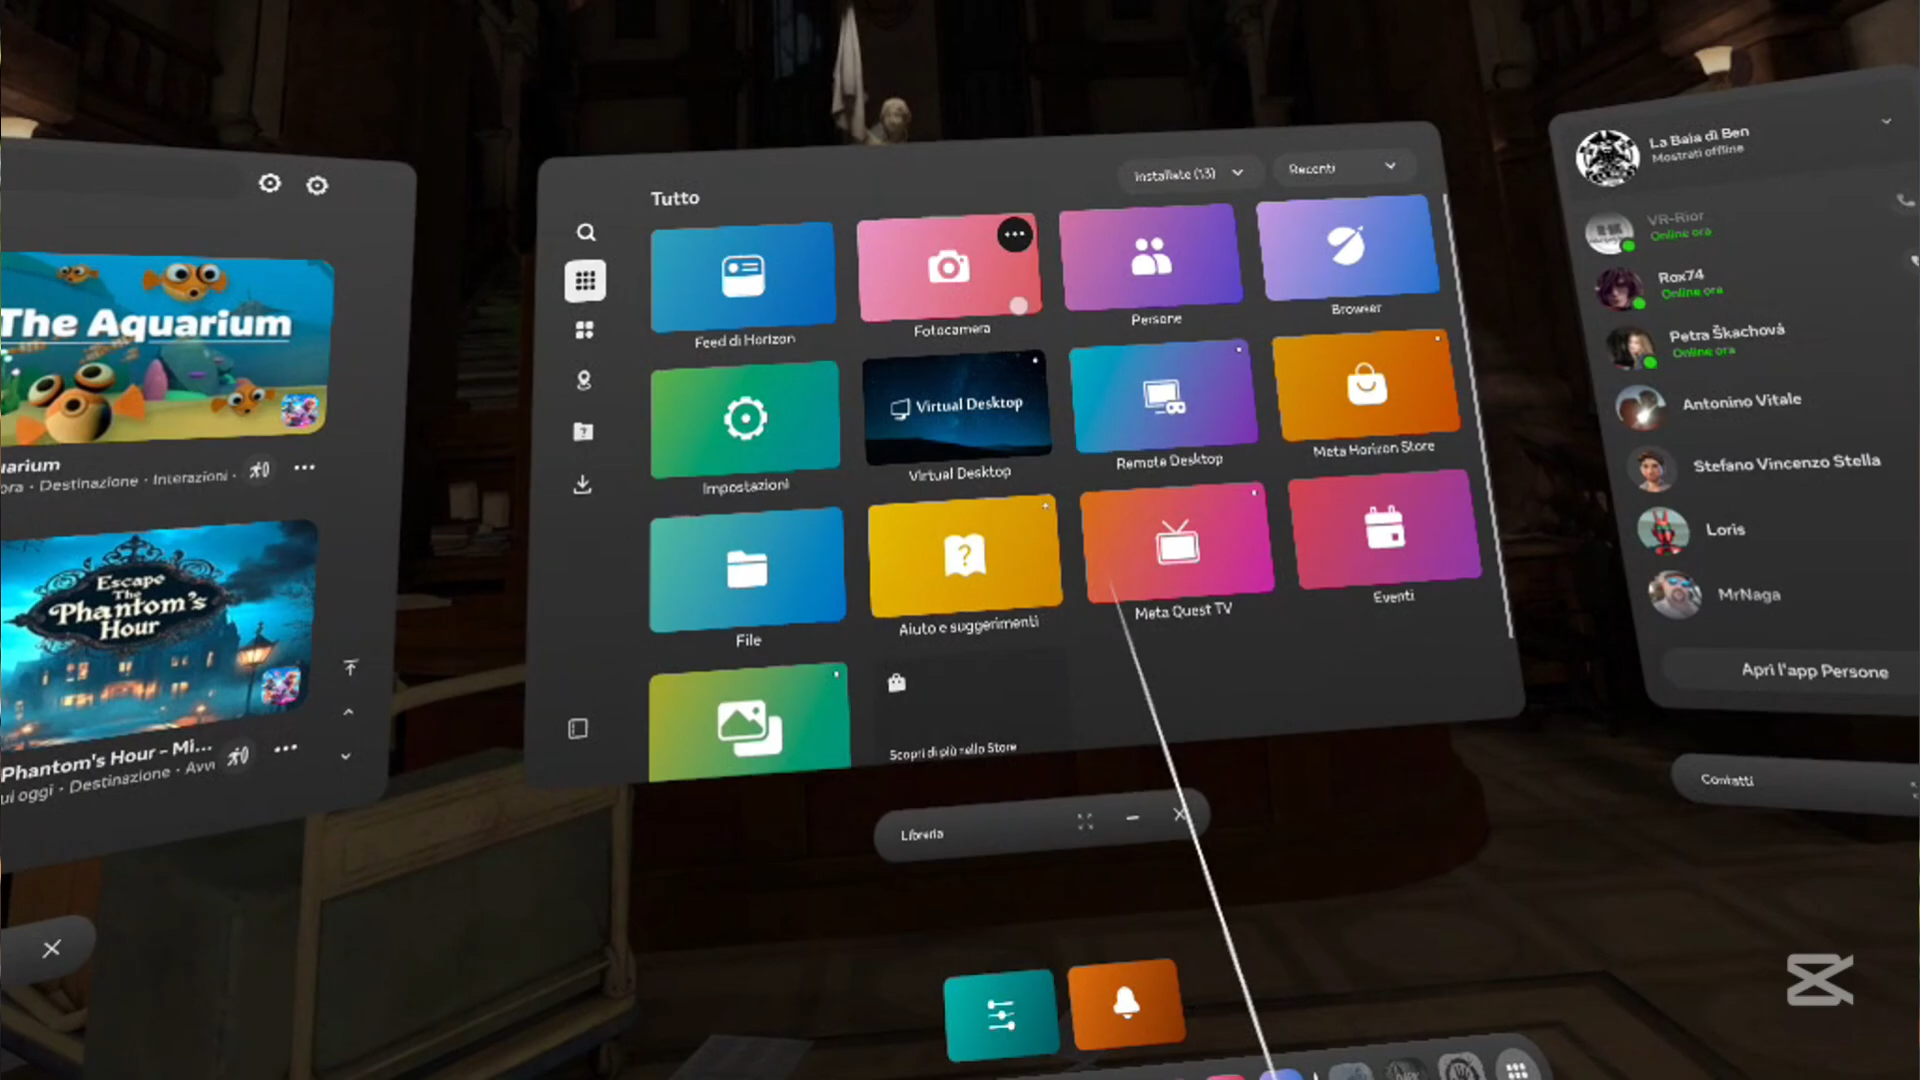 The Aquarium
uarium
ora · Destinazione · Interazioni ·
Escape
The
Phantom's
Hour
Phantom's Hour - Mi...
ui oggi · Destinazione · Avvi
Tutto
Installate (13)
Recenti
Feed di Horizon
Fotocamera
Persone
Browser
Impostazioni
Virtual Desktop
Virtual Desktop
Remote Desktop
Meta Horizon Store
File
Aiuto e suggerimenti
Meta Quest TV
Eventi
Scopri di più nello Store
Libreria
La Baia di Ben
Mostrati offline
VR-Rior
Online ora
Rox74
Online ora
Petra Škachová
Online ora
Antonino Vitale
Stefano Vincenzo Stella
Loris
MrNaga
Apri l'app Persone
Contatti